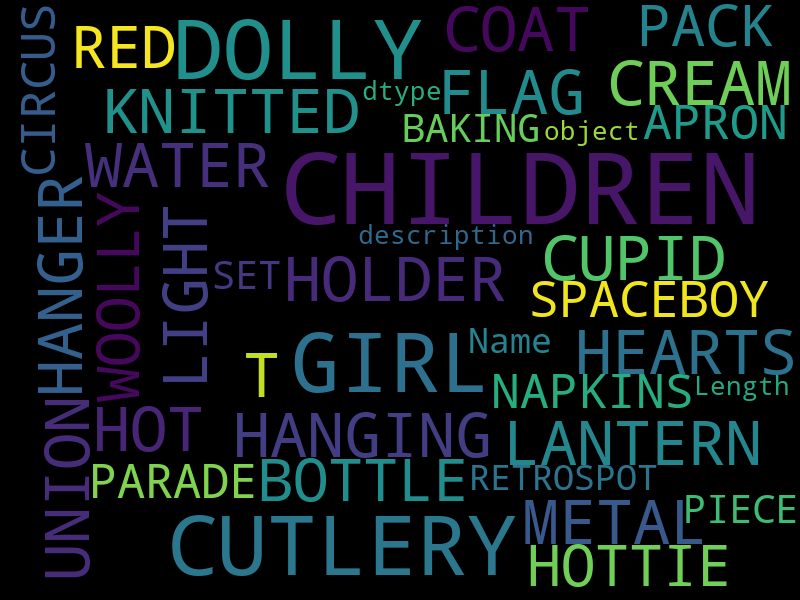 CIRCUS
RED
DOLLY
COAT
PACK
KNITTED
dtype
FLAG
CREAM
BAKING
object
APRON
WATER
CHILDREN
HANGER
WOOLLY
LIGHT
description
SET
HOLDER
CUPID
SPACEBOY
T
GIRL
Name
HEARTS
NAPKINS
Length
UNION
HOT
HANGING
LANTERN
PARADE
BOTTLE
RETROSPOT
CUTLERY
METAL
PIECE
HOTTIE